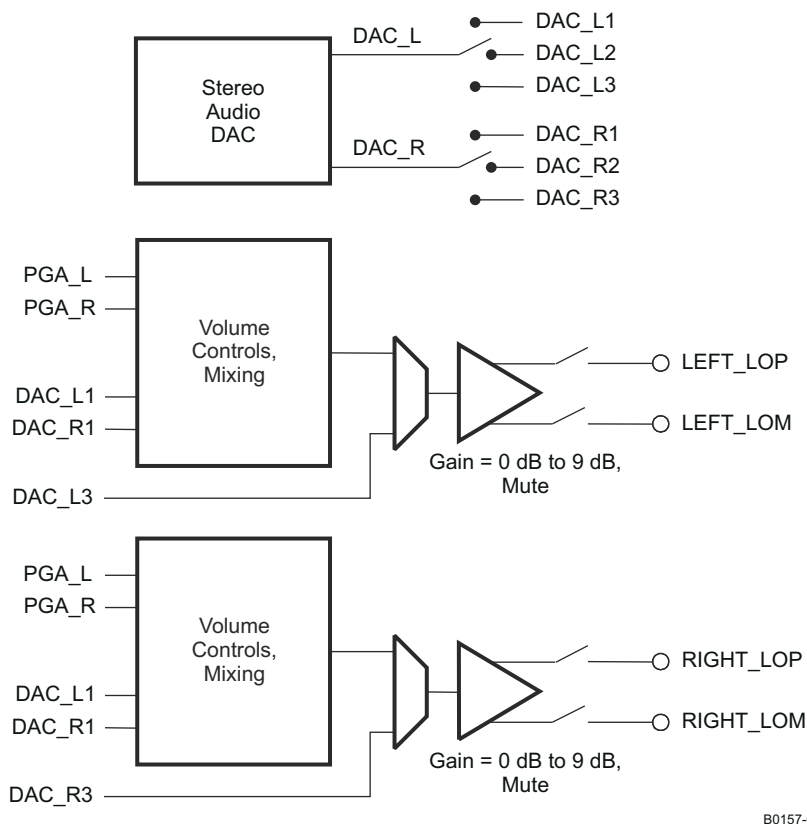 DAC_L1
DAC_L
DAC_L2
Stereo
Audio
DAC
DAC_L3
DAC_R1
DAC_R
DAC_R2
DAC_R3
PGA_L
PGA_R
Volume
Controls,
Mixing
LEFT_LOP
DAC_L1
DAC_R1
LEFT_LOM
Gain = 0 dB to 9 dB,
Mute
DAC_L3
PGA_L
PGA_R
Volume
Controls,
Mixing
RIGHT_LOP
DAC_L1
DAC_R1
RIGHT_LOM
Gain = 0 dB to 9 dB,
Mute
DAC_R3
B0157-